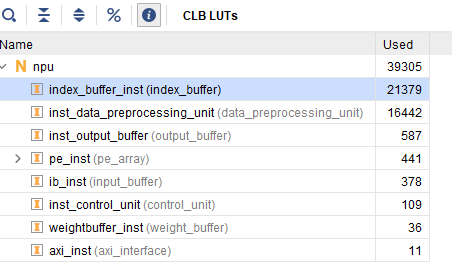 CLB LUTs
Name Used
npu 39305
index_buffer_inst (index_buffer) 21379
inst_data_preprocessing_unit (data_preprocessing_unit) 16442
inst_output_buffer (output_buffer) 587
pe_inst (pe_array) 441
ib_inst (input_buffer) 378
inst_control_unit (control_unit) 109
weightbuffer_inst (weight_buffer) 36
axi_inst (axi_interface) 11